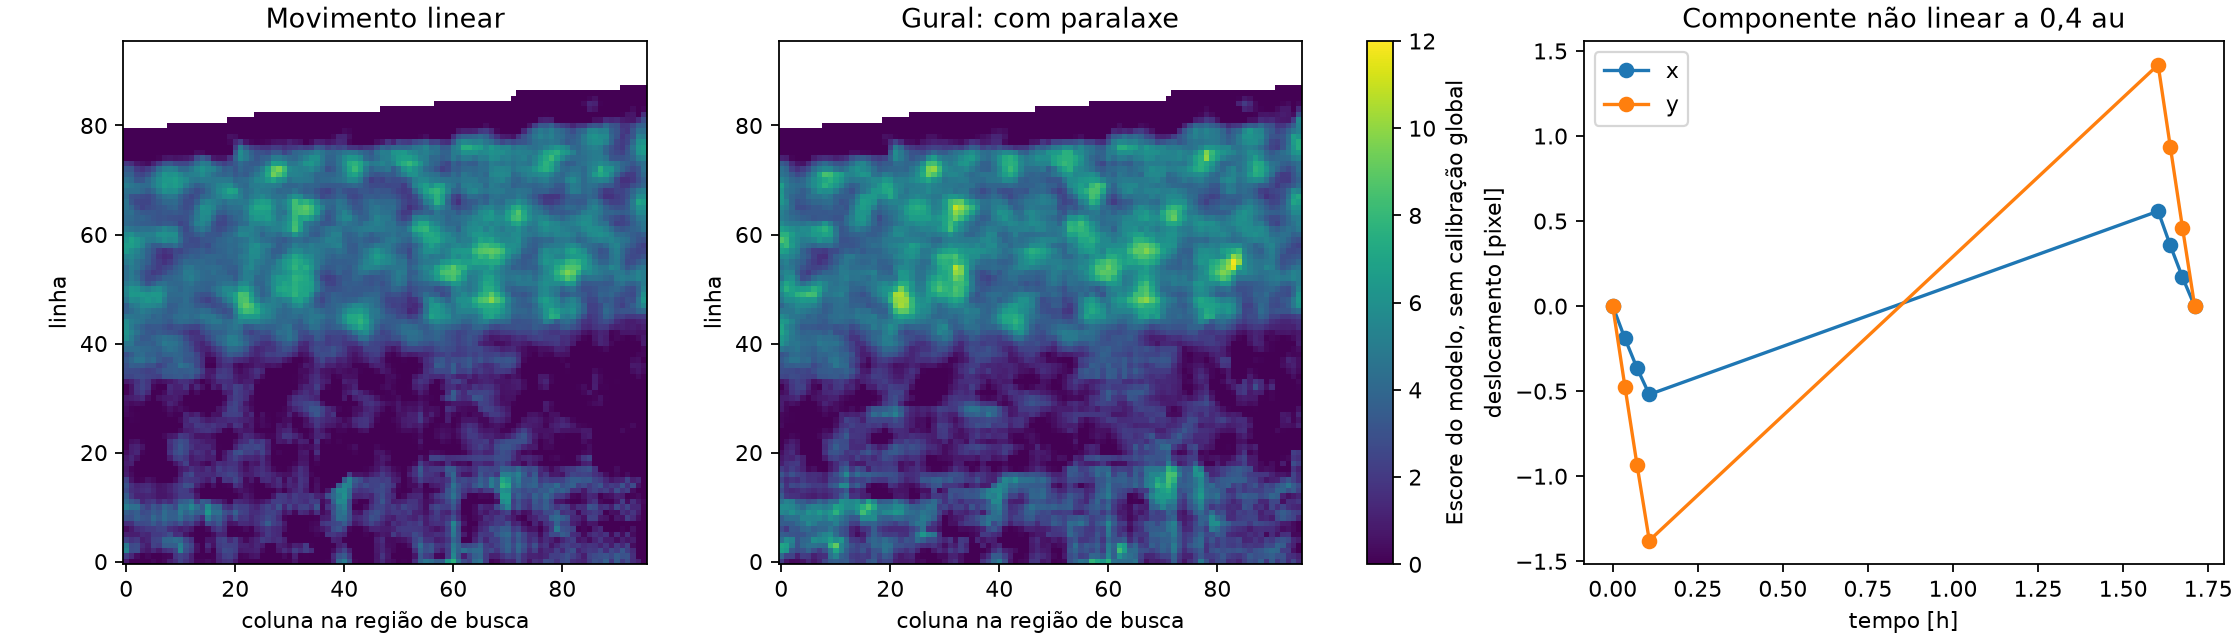 Movimento linear
80
60
40
20
0
linha
0 20 40 60 80
coluna na região de busca
Gural: com paralaxe
80
60
40
20
0
linha
0 20 40 60 80
coluna na região de busca
12
10
8
6
4
2
0
Escore do modelo, sem calibração global
Componente não linear a 0,4 au
x
y
1.5
1.0
0.5
0.0
−0.5
−1.0
−1.5
deslocamento [pixel]
0.00 0.25 0.50 0.75 1.00 1.25 1.50 1.75
tempo [h]